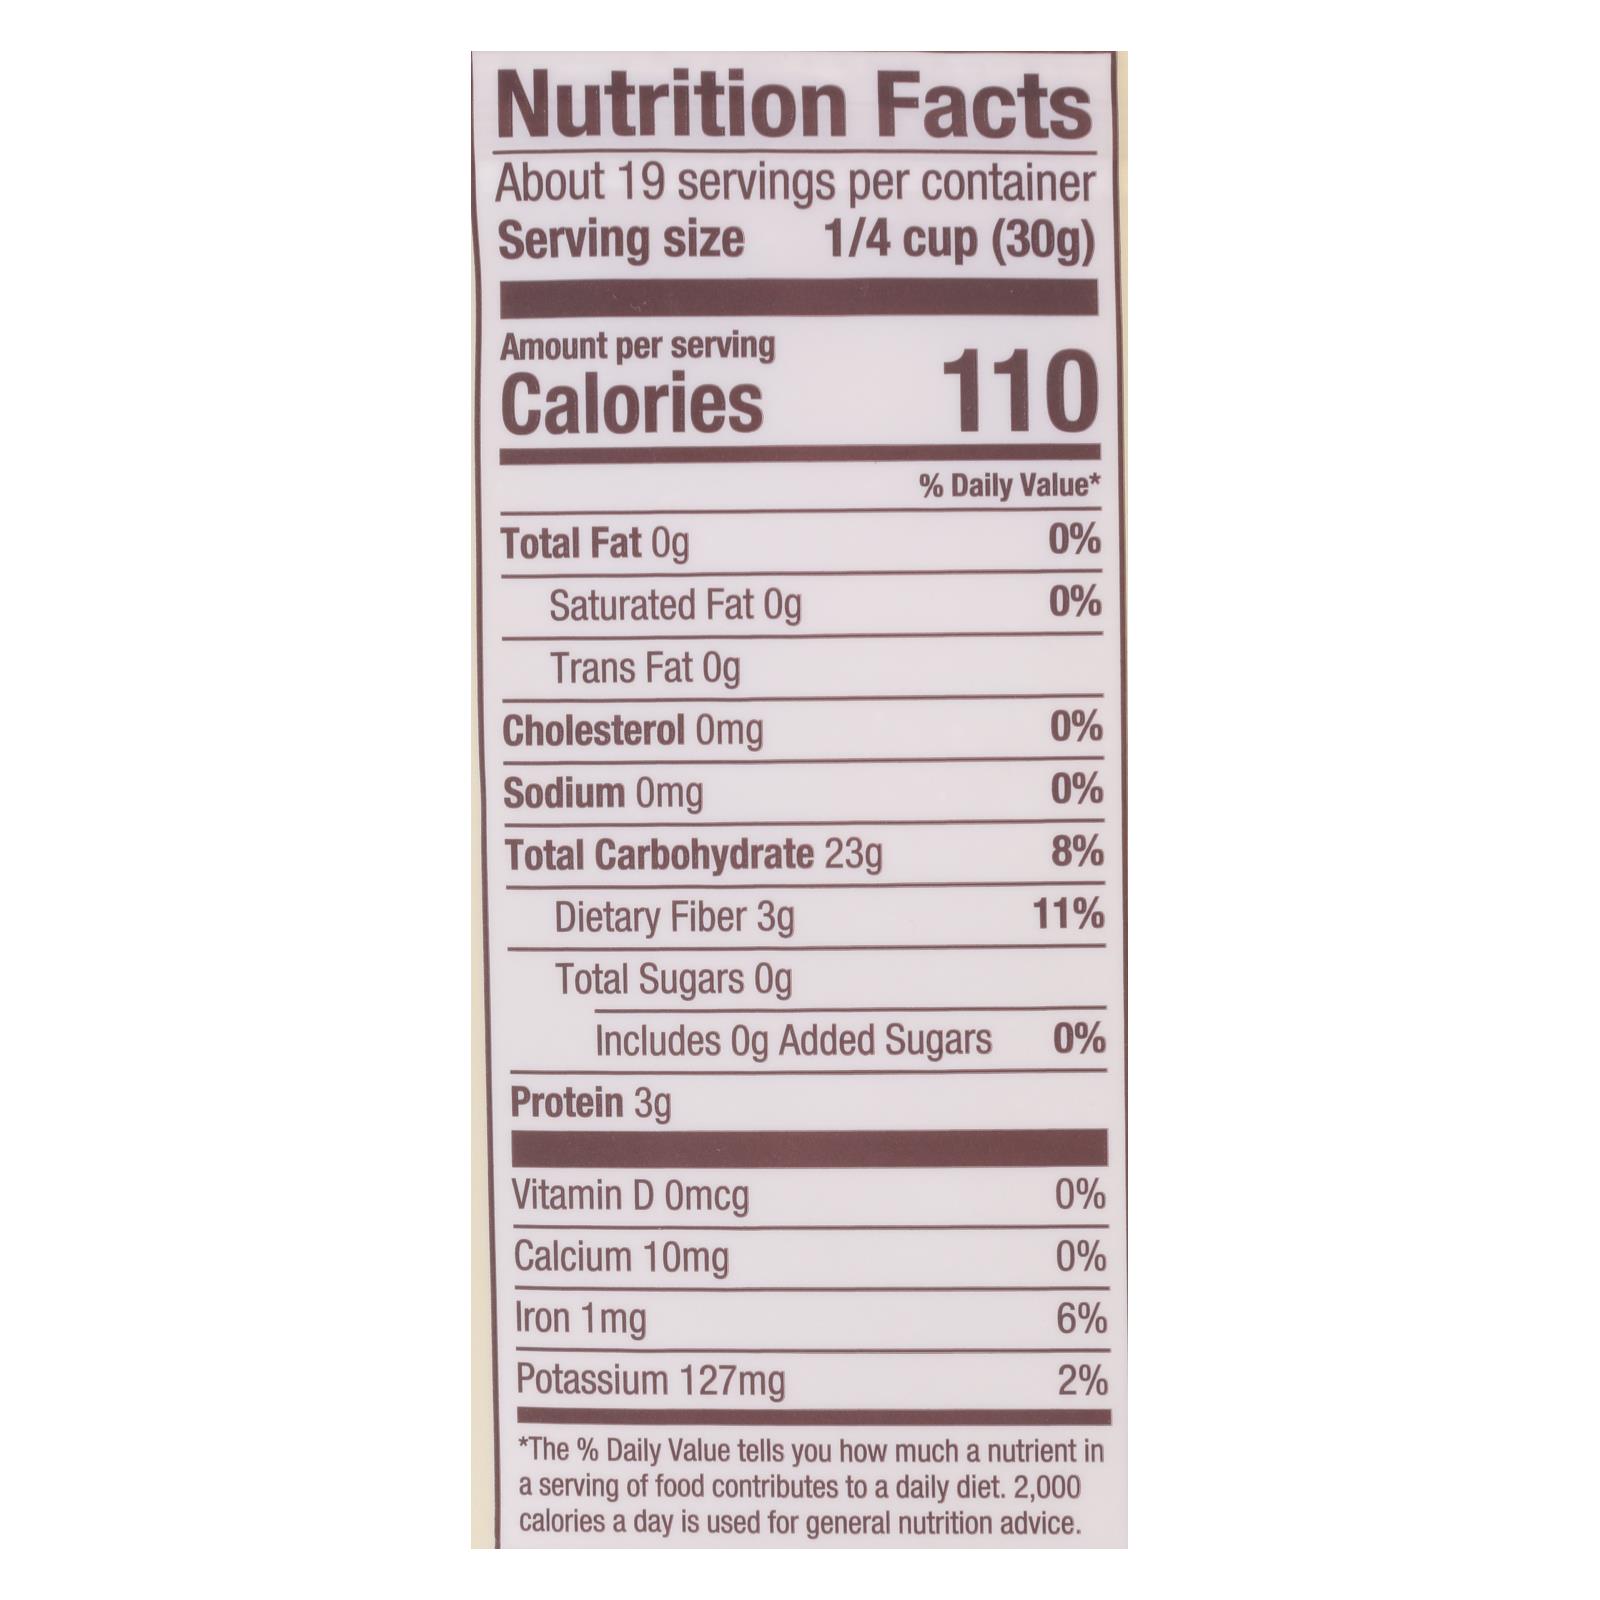 Nutrition Facts
About 19 servings per container
Serving size 1/4 cup (30g)
Amount per serving
Calories 110
% Daily Value*
Total Fat 0g 0%
Saturated Fat 0g 0%
Trans Fat 0g
Cholesterol 0mg 0%
Sodium 0mg 0%
Total Carbohydrate 23g 8%
Dietary Fiber 3g 11%
Total Sugars 0g
Includes 0g Added Sugars 0%
Protein 3g
Vitamin D 0mcg 0%
Calcium 10mg 0%
Iron 1mg 6%
Potassium 127mg 2%
*The % Daily Value tells you how much a nutrient in
a serving of food contributes to a daily diet. 2,000
calories a day is used for general nutrition advice.